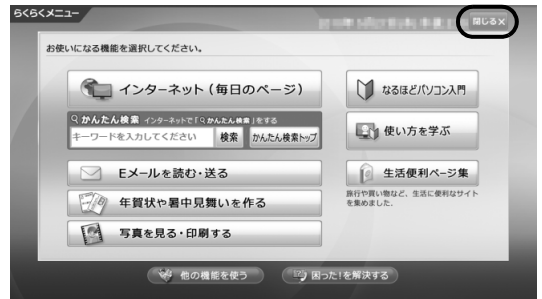 らくらくメニュー
閉じる×
お使いになる機能を選択してください。
インターネット(毎日のページ)
なるほどパソコン入門
かんたん検索 インターネットで「かんたん検索」をする
キーワードを入力してください 検索 かんたん検索トップ
使い方を学ぶ
Eメールを読む・送る
生活便利ページ集
旅行や買い物など、生活に便利なサイト
を集めました。
年賀状や暑中見舞いを作る
写真を見る・印刷する
他の機能を使う
困った!を解決する